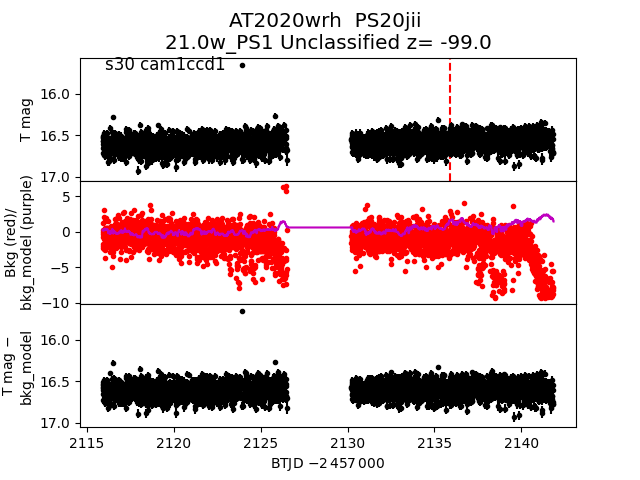 AT2020wrh  PS20jii
21.0w_PS1 Unclassified z= -99.0
s30 cam1ccd1
T mag
16.0
16.5
17.0
Bkg (red)/
bkg_model (purple)
5
0
−5
−10
T mag −
bkg_model
16.0
16.5
17.0
2115
2120
2125
2130
2135
2140
BTJD −2 457 000